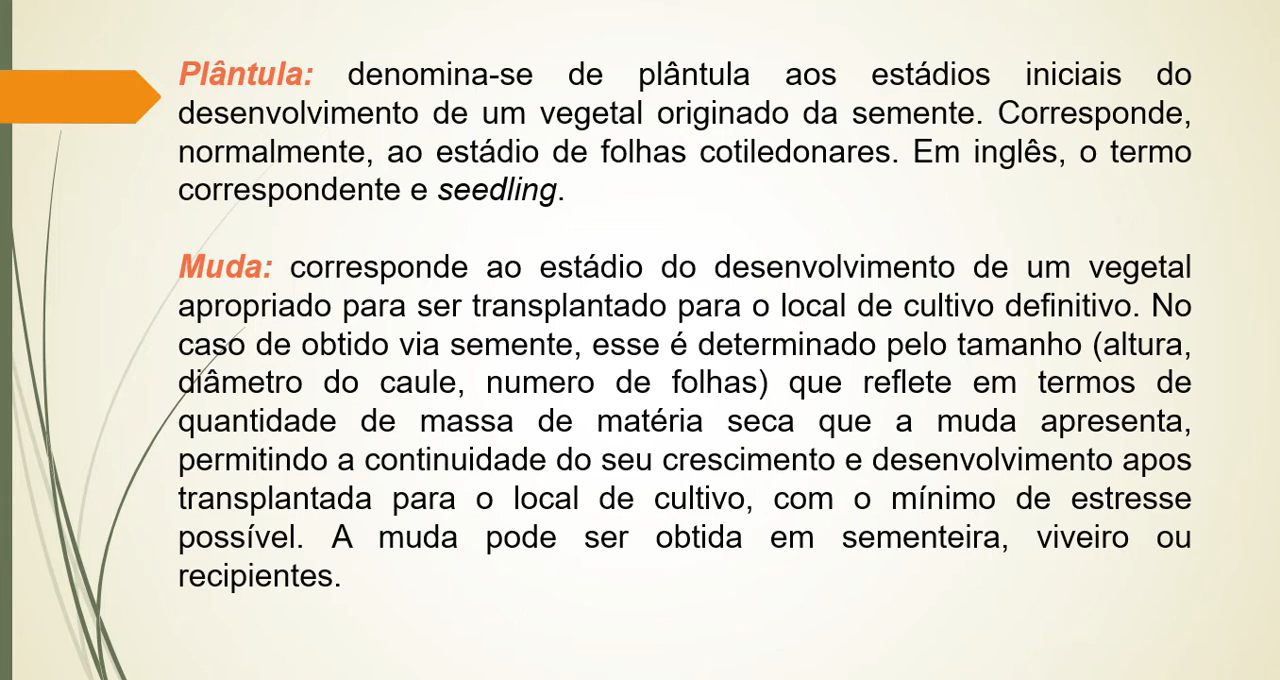 Plântula: denomina-se de plântula aos estádios iniciais do
desenvolvimento de um vegetal originado da semente. Corresponde,
normalmente, ao estádio de folhas cotiledonares. Em inglês, o termo
correspondente e seedling.
Muda: corresponde ao estádio do desenvolvimento de um vegetal
apropriado para ser transplantado para o local de cultivo definitivo. No
caso de obtido via semente, esse é determinado pelo tamanho (altura,
diâmetro do caule, numero de folhas) que reflete em termos de
quantidade de massa de matéria seca que a muda apresenta,
permitindo a continuidade do seu crescimento e desenvolvimento apos
transplantada para o local de cultivo, com o mínimo de estresse
possível. A muda pode ser obtida em sementeira, viveiro ou
recipientes.